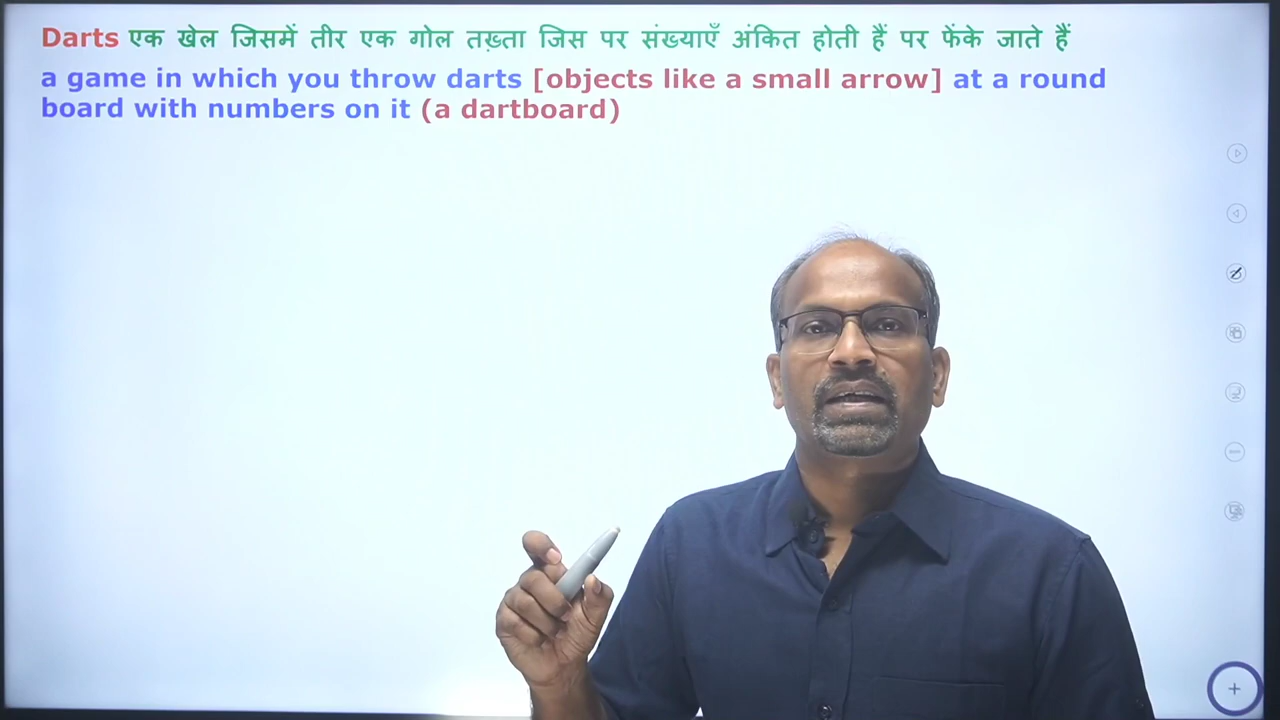 Darts एक खेल जिसमें तीर एक गोल तख़्ता जिस पर संख्याएँ अंकित होती हैं पर फेंके जाते हैं
a game in which you throw darts [objects like a small arrow] at a round
board with numbers on it (a dartboard)